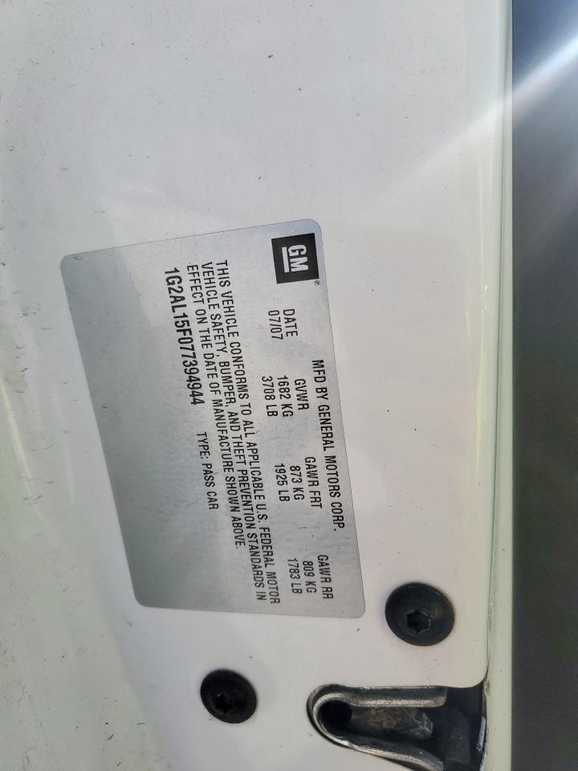 GM®
MFD BY GENERAL MOTORS CORP.
DATE GVWR GAWR FRT GAWR RR
07/07 1682 KG 873 KG 809 KG
3708 LB 1925 LB 1783 LB
THIS VEHICLE CONFORMS TO ALL APPLICABLE U.S. FEDERAL MOTOR
VEHICLE SAFETY, BUMPER, AND THEFT PREVENTION STANDARDS IN
EFFECT ON THE DATE OF MANUFACTURE SHOWN ABOVE.
1G2AL15F077394944 TYPE: PASS CAR